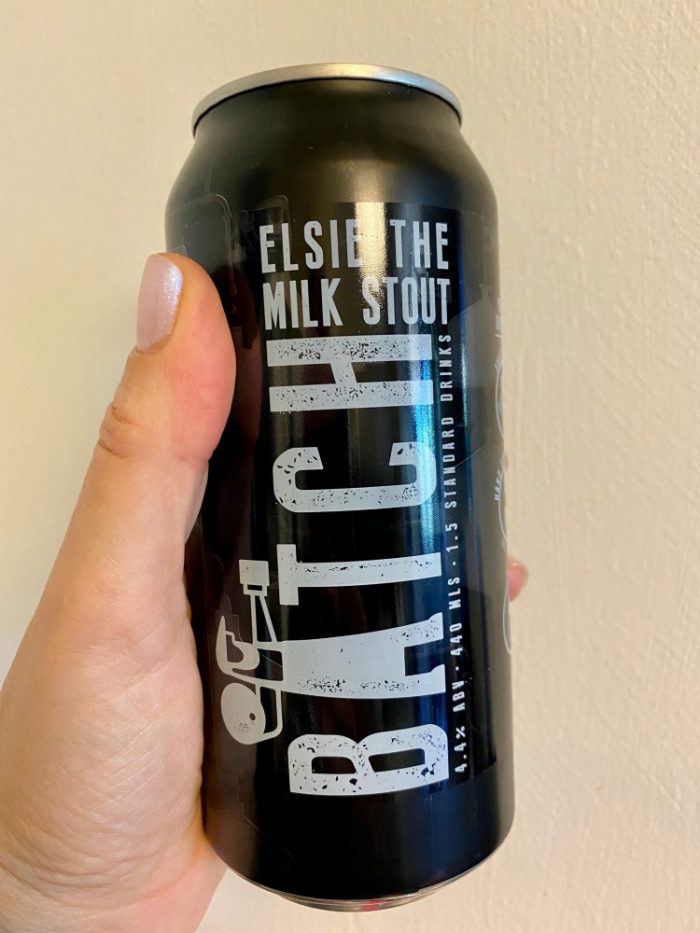 ELSIE THE
MILK STOUT
BATCH
4.4% ABV · 440 MLS · 1.5 STANDARD DRINKS